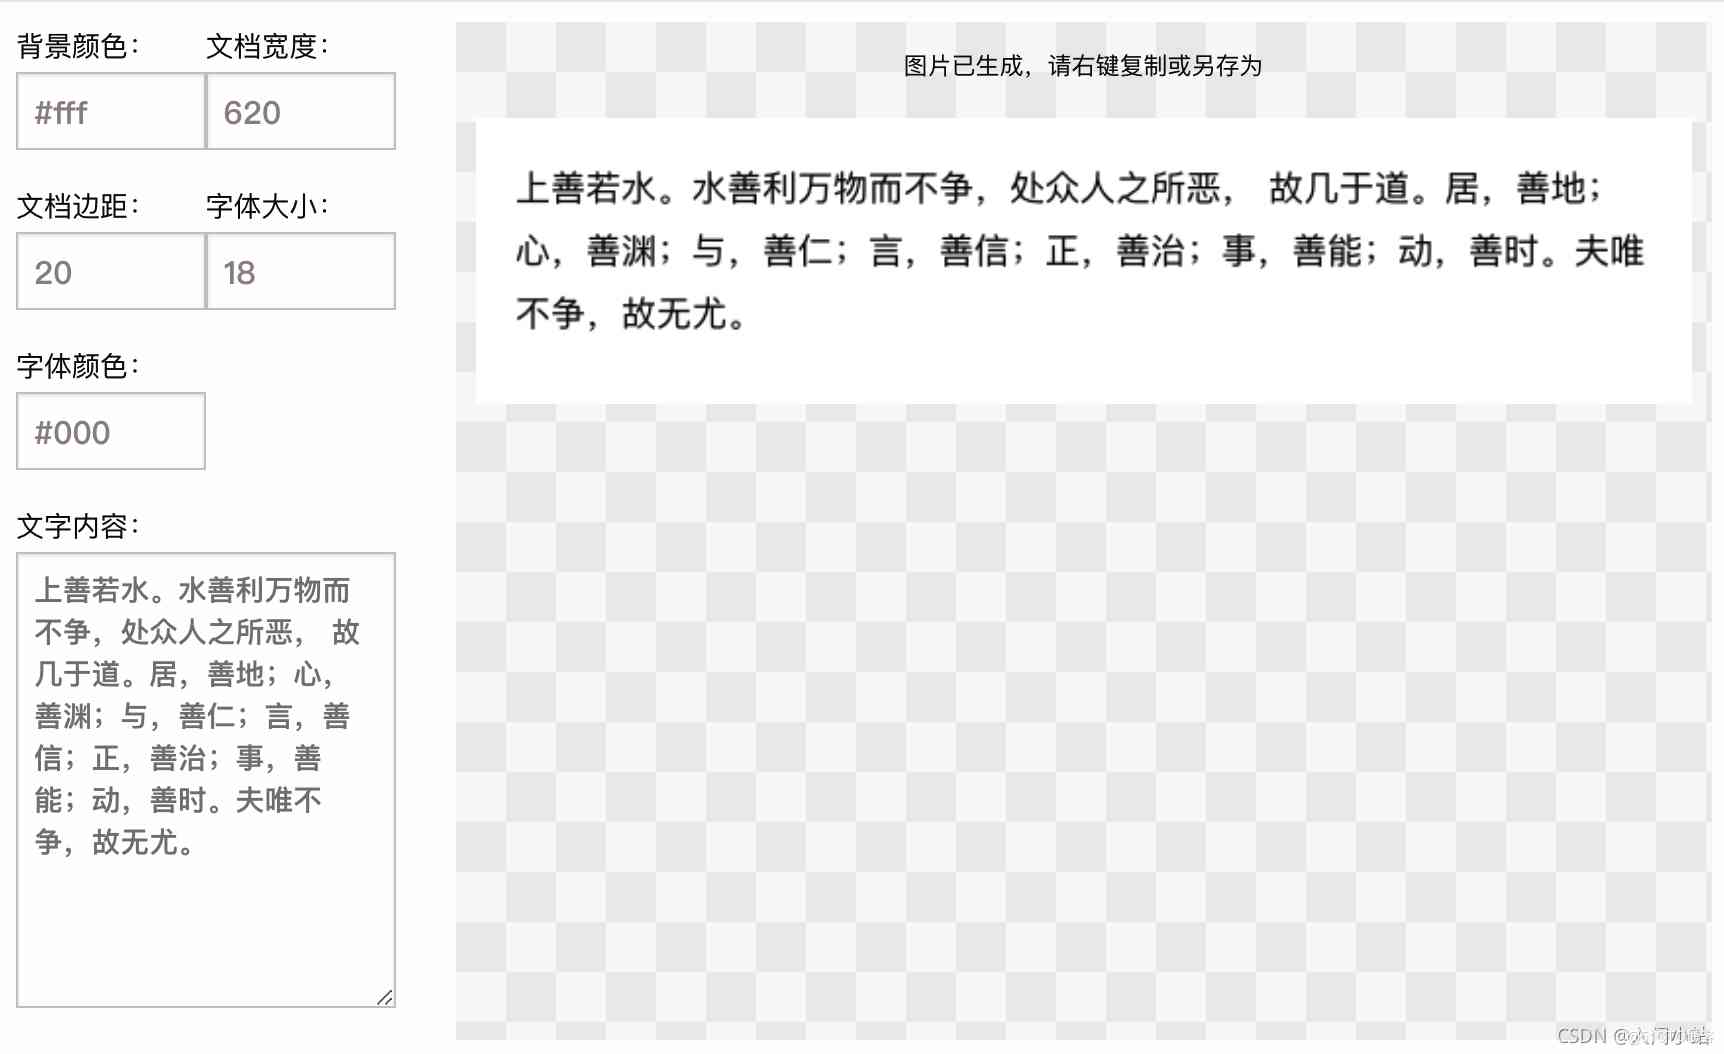 背景颜色：
文档宽度：
#fff
620
文档边距：
字体大小：
20
18
字体颜色：
#000
文字内容：
上善若水。水善利万物而
不争，处众人之所恶， 故
几于道。居，善地；心，
善渊；与，善仁；言，善
信；正，善治；事，善
能；动，善时。夫唯不
争，故无尤。
图片已生成，请右键复制或另存为
上善若水。水善利万物而不争，处众人之所恶， 故几于道。居，善地；
心，善渊；与，善仁；言，善信；正，善治；事，善能；动，善时。夫唯
不争，故无尤。
CSDN @入门小站